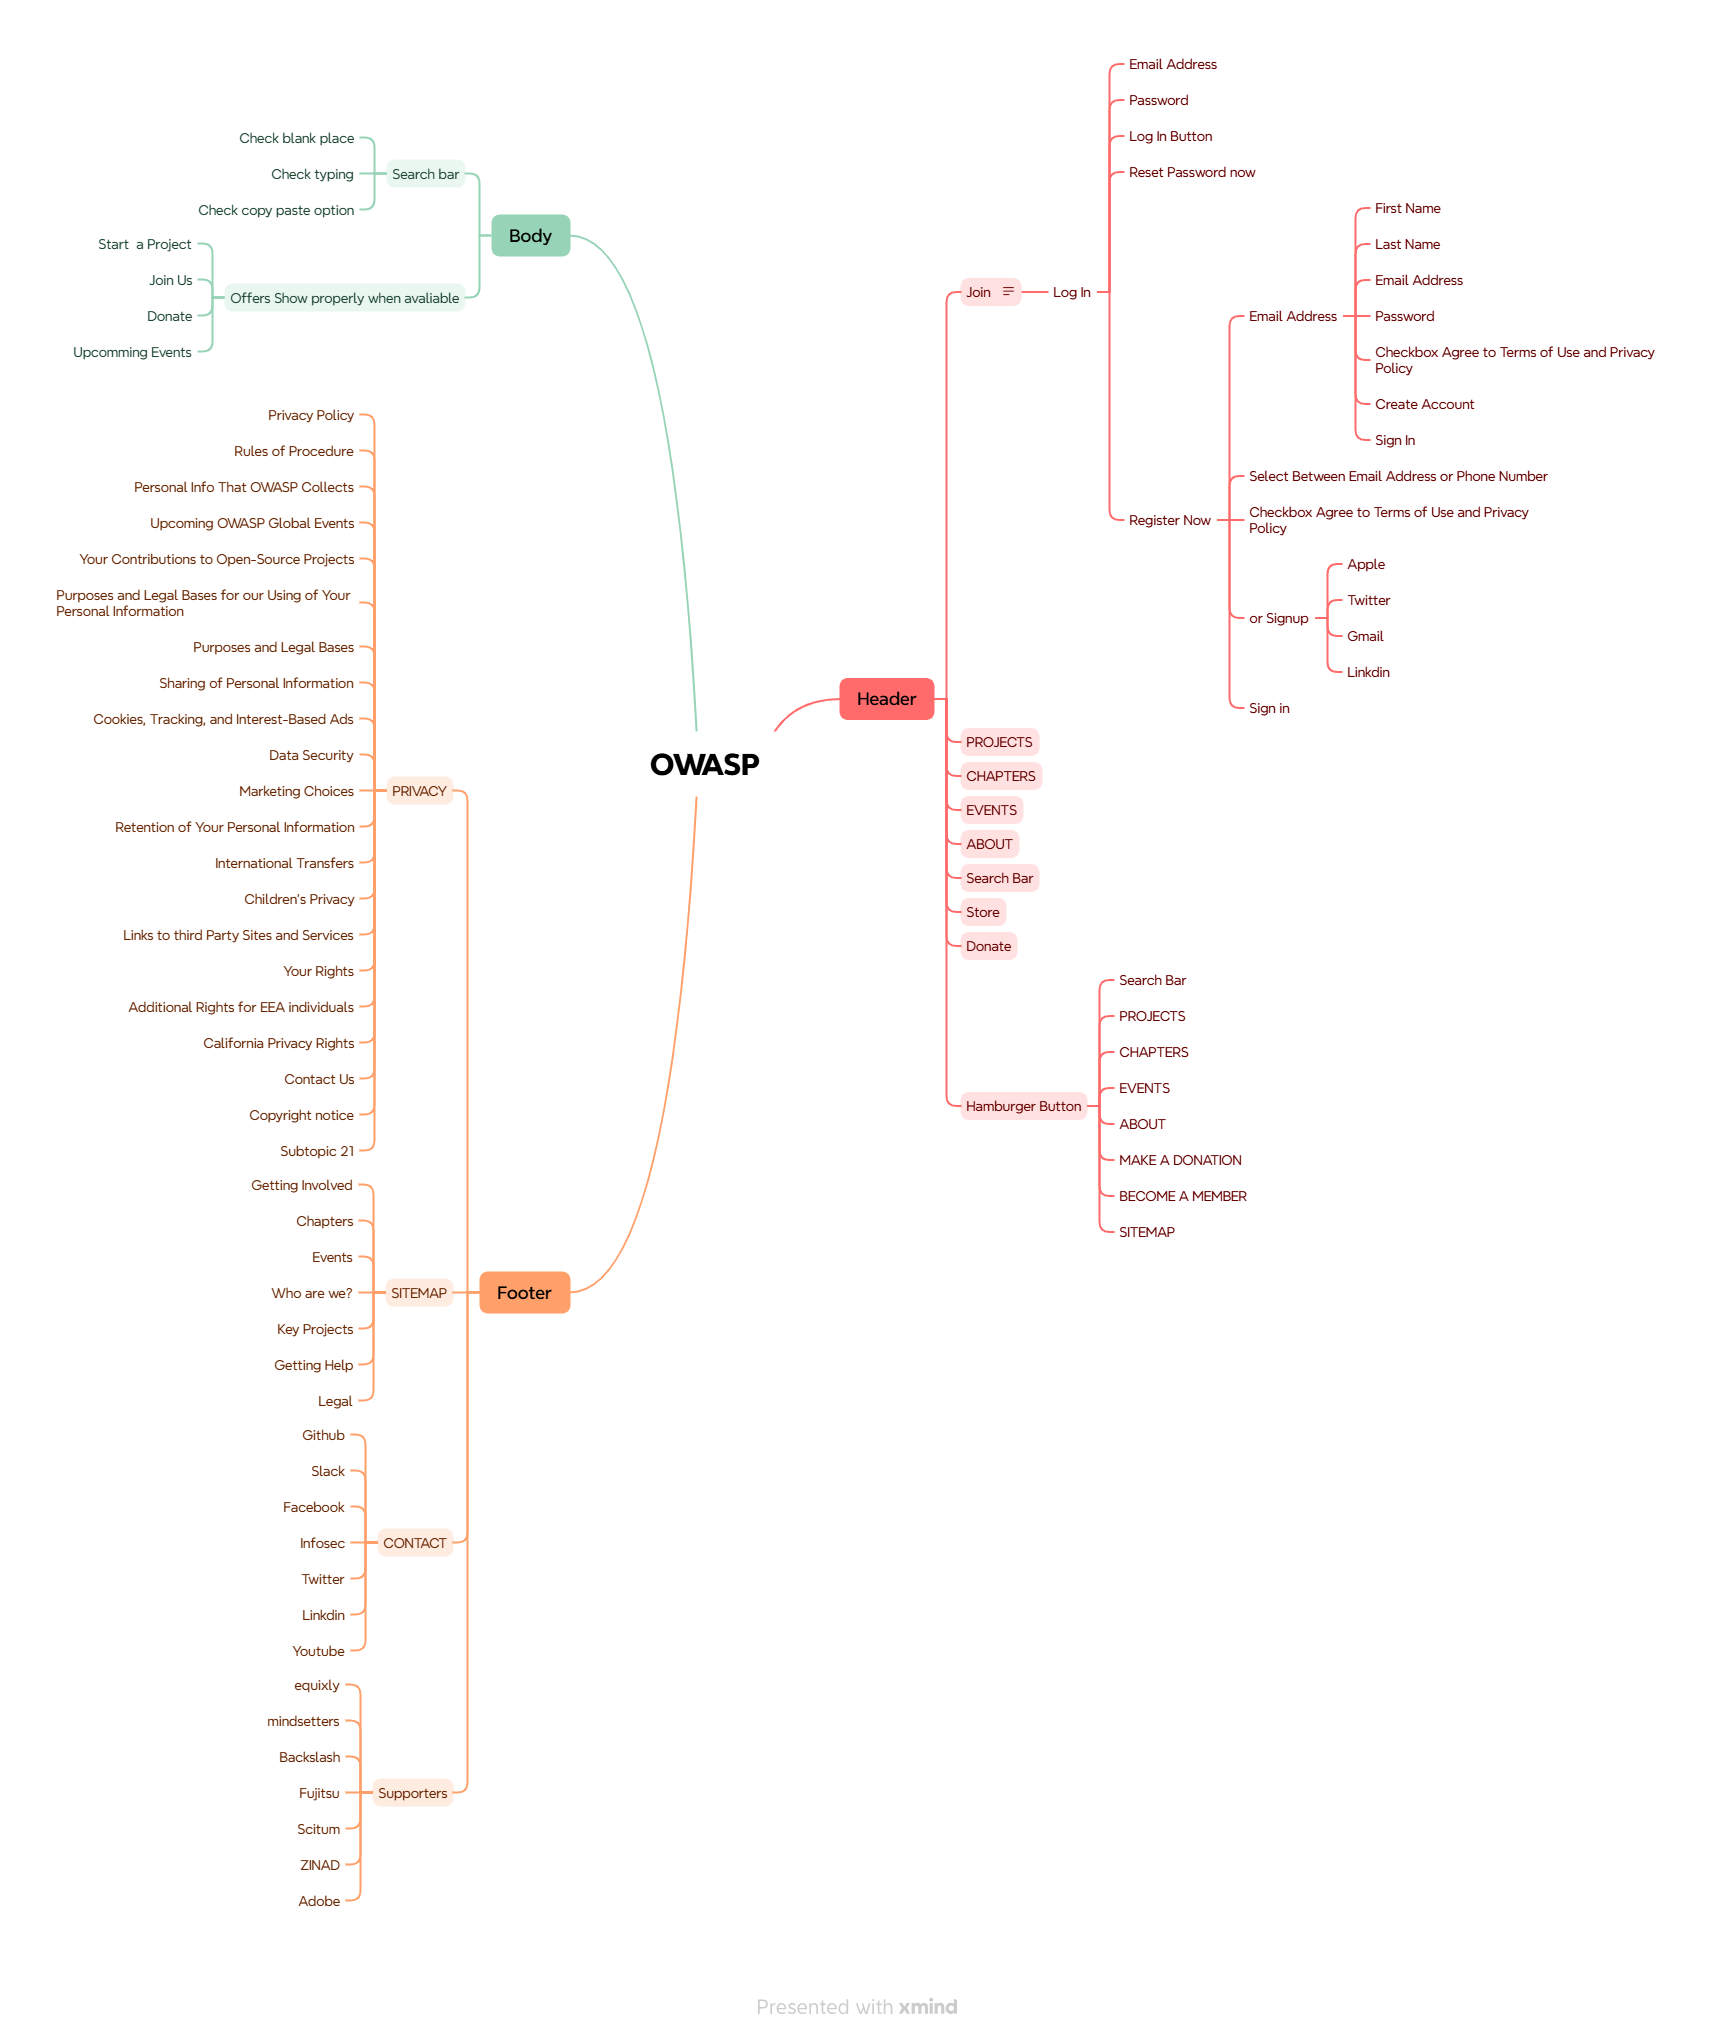 OWASP
Header
Join
Log In
Email Address
Password
Log In Button
Reset Password now
Register Now
Email Address
First Name
Last Name
Email Address
Password
Checkbox Agree to Terms of Use and Privacy
Policy
Create Account
Sign In
Select Between Email Address or Phone Number
Checkbox Agree to Terms of Use and Privacy
Policy
or Signup
Apple
Twitter
Gmail
Linkdin
Sign in
PROJECTS
CHAPTERS
EVENTS
ABOUT
Search Bar
Store
Donate
Hamburger Button
Search Bar
PROJECTS
CHAPTERS
EVENTS
ABOUT
MAKE A DONATION
BECOME A MEMBER
SITEMAP
Body
Search bar
Check blank place
Check typing
Check copy paste option
Offers Show properly when avaliable
Start  a Project
Join Us
Donate
Upcomming Events
Footer
PRIVACY
Privacy Policy
Rules of Procedure
Personal Info That OWASP Collects
Upcoming OWASP Global Events
Your Contributions to Open-Source Projects
Purposes and Legal Bases for our Using of Your
Personal Information
Purposes and Legal Bases
Sharing of Personal Information
Cookies, Tracking, and Interest-Based Ads
Data Security
Marketing Choices
Retention of Your Personal Information
International Transfers
Children's Privacy
Links to third Party Sites and Services
Your Rights
Additional Rights for EEA individuals
California Privacy Rights
Contact Us
Copyright notice
Subtopic 21
SITEMAP
Getting Involved
Chapters
Events
Who are we?
Key Projects
Getting Help
Legal
CONTACT
Github
Slack
Facebook
Infosec
Twitter
Linkdin
Youtube
Supporters
equixly
mindsetters
Backslash
Fujitsu
Scitum
ZINAD
Adobe
Presented with xmind